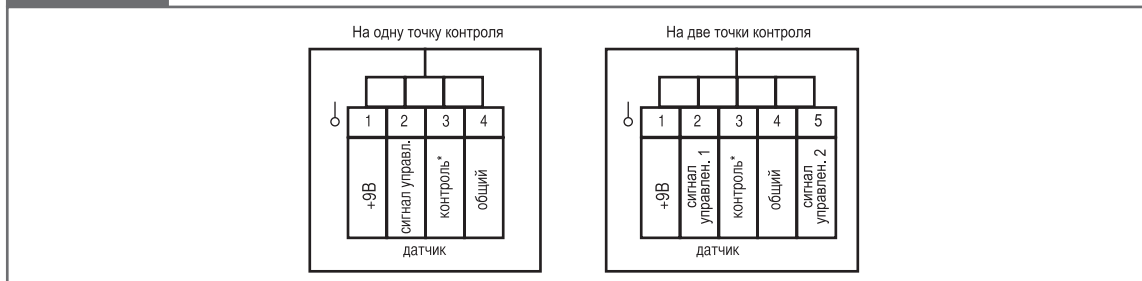 На одну точку контроля
1 2 3 4
+9В
сигнал управл.
контроль*
общий
датчик
На две точки контроля
1 2 3 4 5
+9В
сигнал
управлен. 1
контроль*
общий
сигнал
управлен. 2
датчик